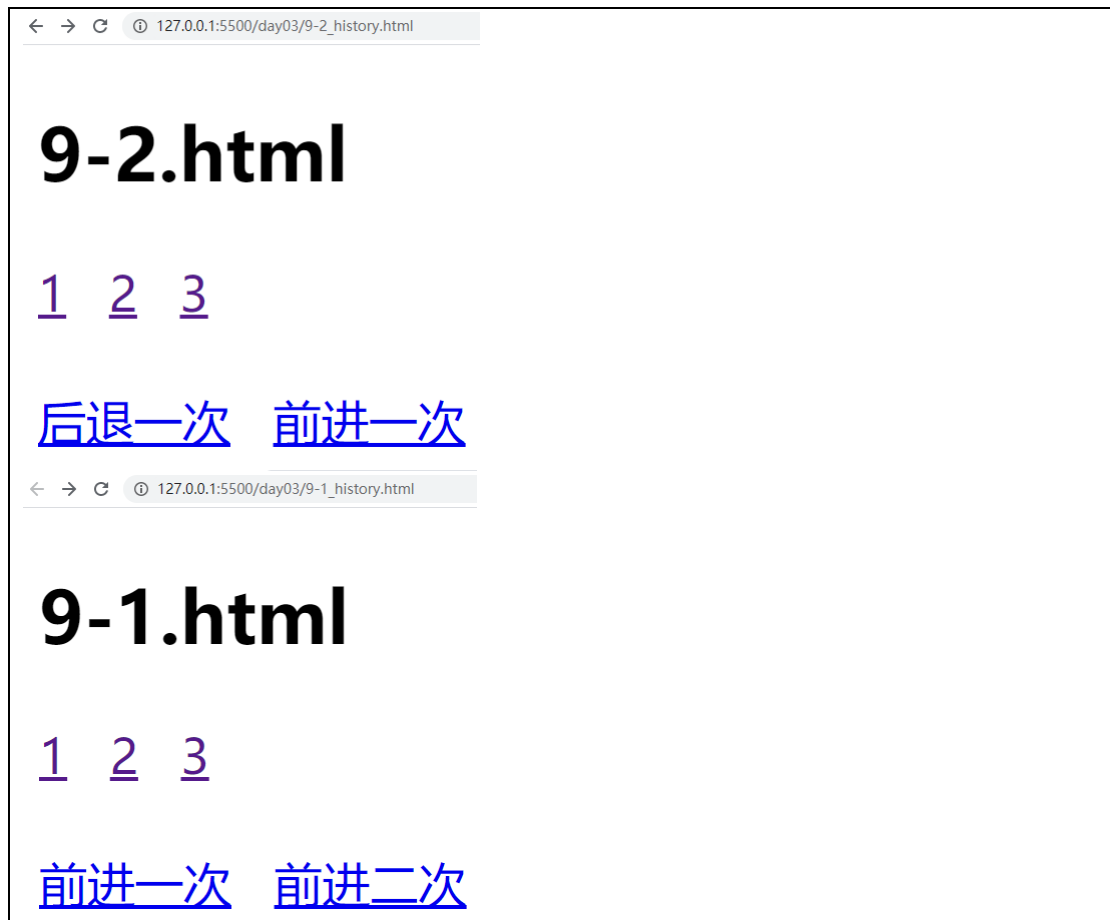 127.0.0.1:5500/day03/9-2_history.html
9-2.html
1 2 3
后退一次 前进一次
127.0.0.1:5500/day03/9-1_history.html
9-1.html
1 2 3
前进一次 前进二次